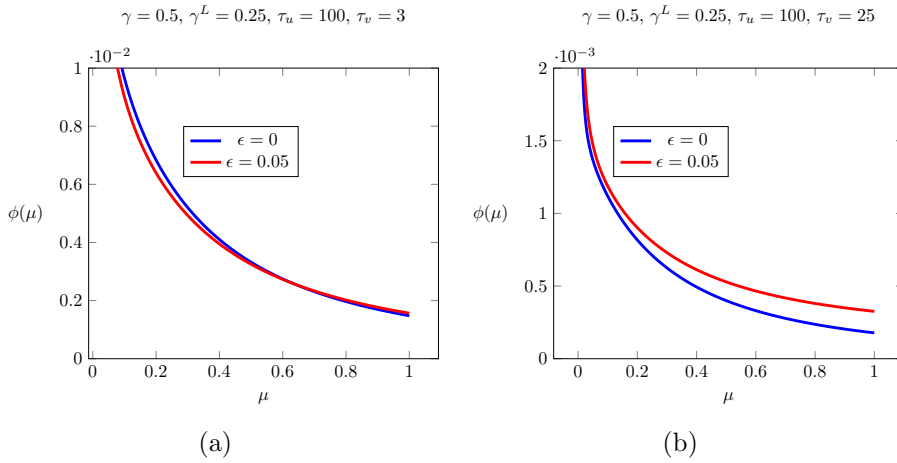 γ = 0.5, γ^L = 0.25, τ_u = 100, τ_v = 3
·10^−2
1
0.8
0.6
0.4
0.2
0
ϕ(μ)
ϵ = 0
ϵ = 0.05
0 0.2 0.4 0.6 0.8 1
μ
(a)
γ = 0.5, γ^L = 0.25, τ_u = 100, τ_v = 25
·10^−3
2
1.5
1
0.5
0
ϕ(μ)
ϵ = 0
ϵ = 0.05
0 0.2 0.4 0.6 0.8 1
μ
(b)